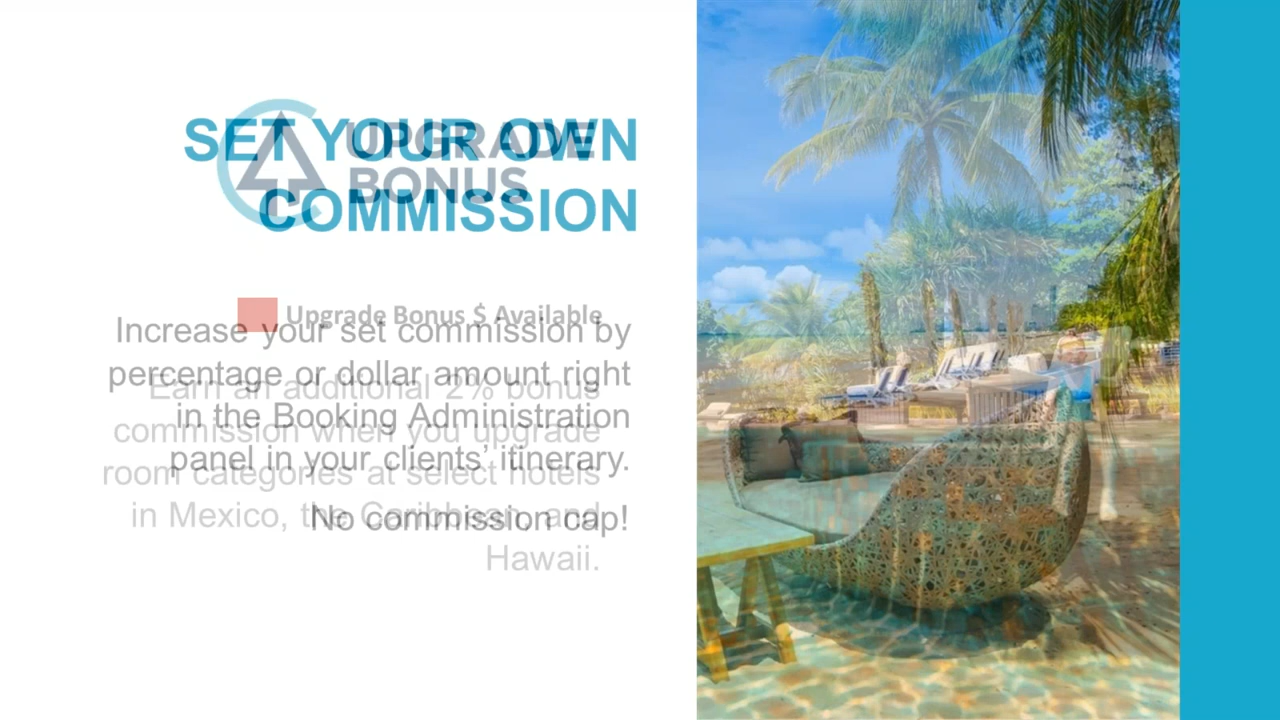 SET YOUR OWN
COMMISSION
Increase your set commission by
percentage or dollar amount right
in the Booking Administration
panel in your clients’ itinerary.
No commission cap!
UPGRADE
BONUS
Upgrade Bonus $ Available
Earn an additional 2% bonus
commission when you upgrade
room categories at select hotels
in Mexico, the Caribbean, and
Hawaii.